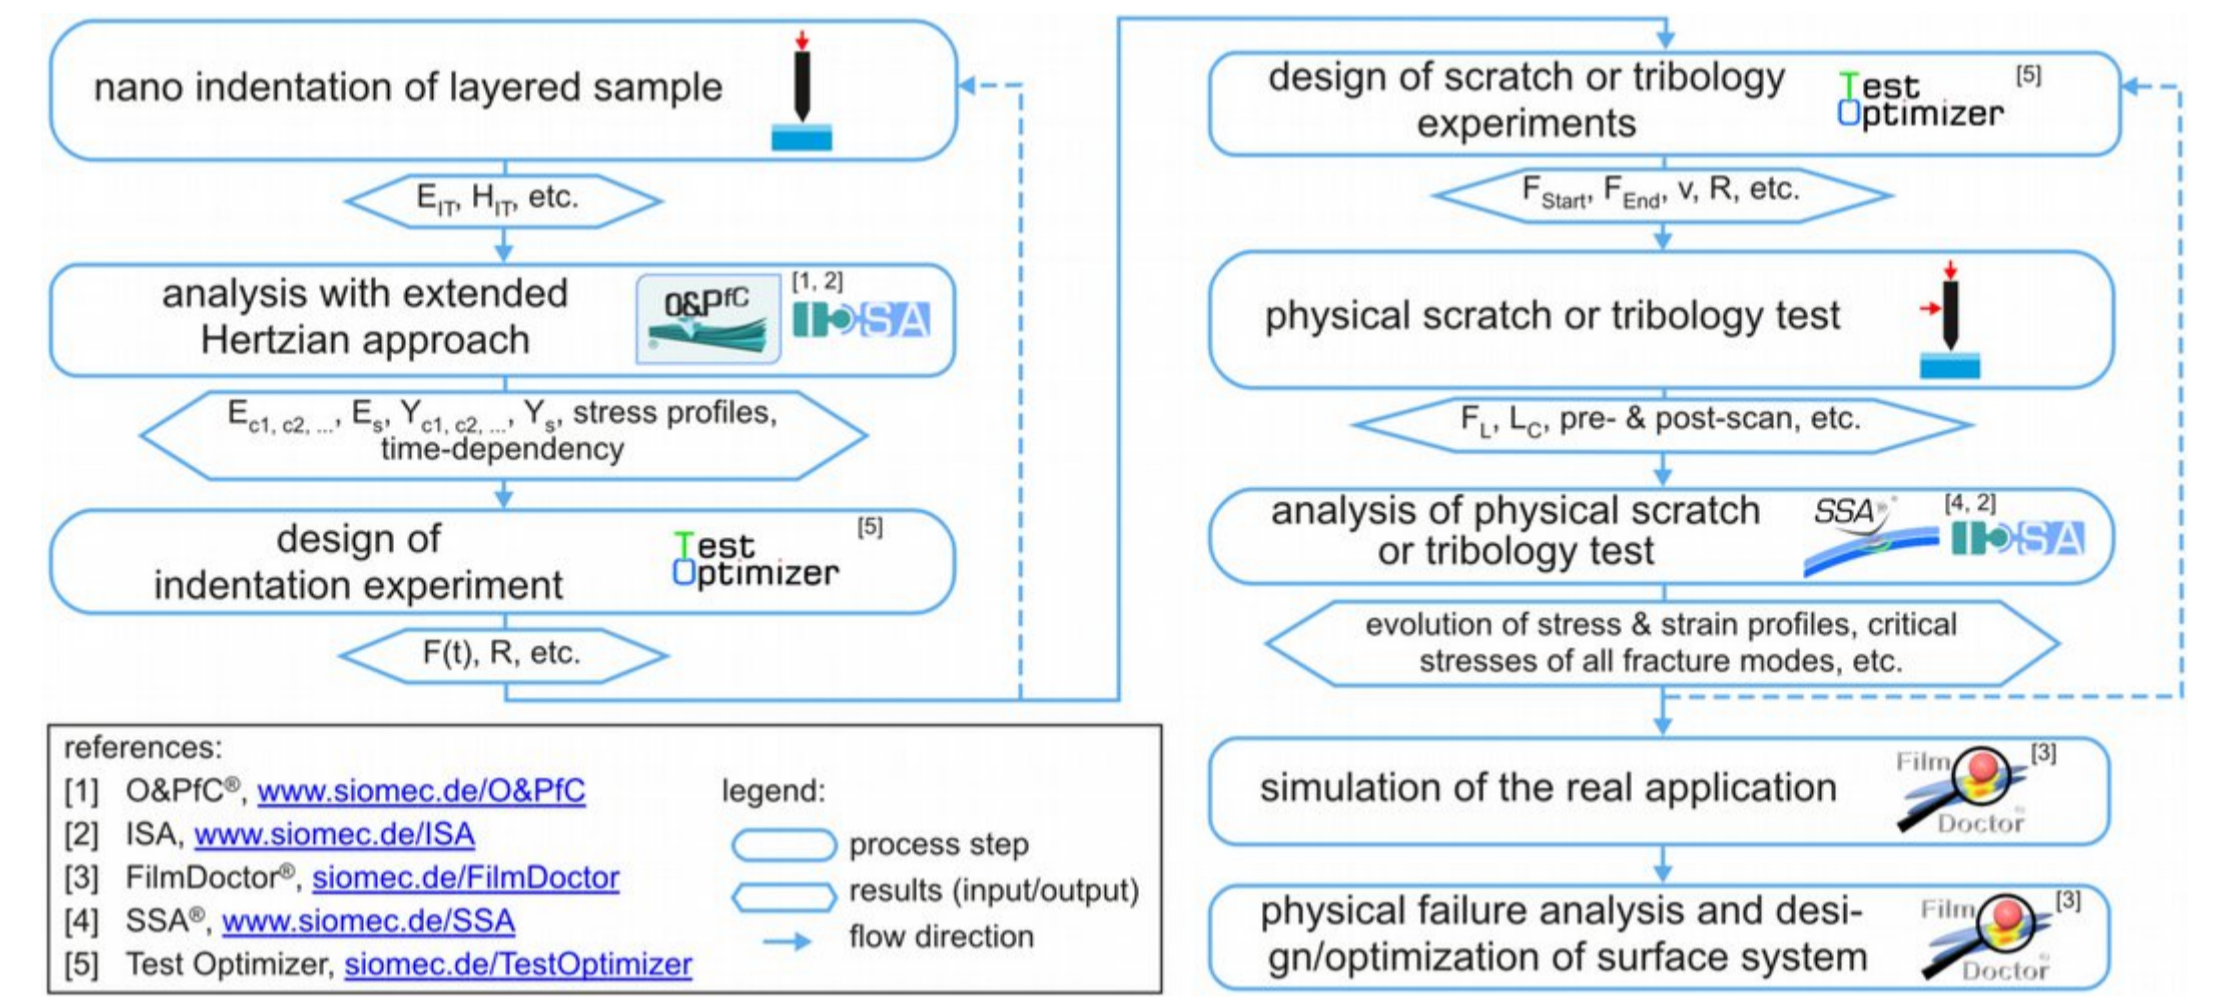 nano indentation of layered sample
E_IT, H_IT, etc.
analysis with extended
Hertzian approach
O&PfC
®
[1, 2]
ISA
E_c1, c2, ..., E_s, Y_c1, c2, ..., Y_s, stress profiles,
time-dependency
design of
indentation experiment
Test
Optimizer
[5]
F(t), R, etc.
design of scratch or tribology
experiments
Test
Optimizer
[5]
F_Start, F_End, v, R, etc.
physical scratch or tribology test
F_L, L_C, pre- & post-scan, etc.
analysis of physical scratch
or tribology test
SSA®
[4, 2]
ISA
evolution of stress & strain profiles, critical
stresses of all fracture modes, etc.
simulation of the real application
Film
Doctor®
[3]
physical failure analysis and desi-
gn/optimization of surface system
Film
Doctor®
[3]
references:
[1] O&PfC®, www.siomec.de/O&PfC
[2] ISA, www.siomec.de/ISA
[3] FilmDoctor®, siomec.de/FilmDoctor
[4] SSA®, www.siomec.de/SSA
[5] Test Optimizer, siomec.de/TestOptimizer
legend:
process step
results (input/output)
flow direction